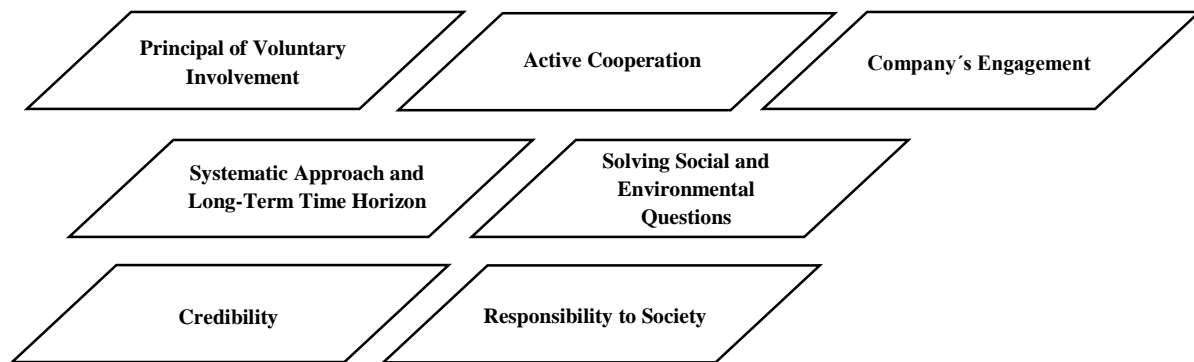 Principal of Voluntary
Involvement
Active Cooperation
Company´s Engagement
Systematic Approach and
Long-Term Time Horizon
Solving Social and
Environmental
Questions
Credibility
Responsibility to Society